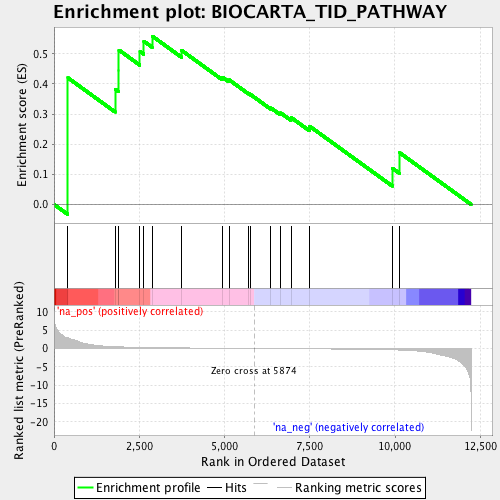 Enrichment plot: BIOCARTA_TID_PATHWAY
Enrichment score (ES)
0.5
0.4
0.3
0.2
0.1
0.0
'na_pos' (positively correlated)
Ranked list metric (PreRanked)
10
5
0
-5
-10
-15
-20
Zero cross at 5874
'na_neg' (negatively correlated)
0
2,500
5,000
7,500
10,000
12,500
Rank in Ordered Dataset
Enrichment profile
Hits
Ranking metric scores